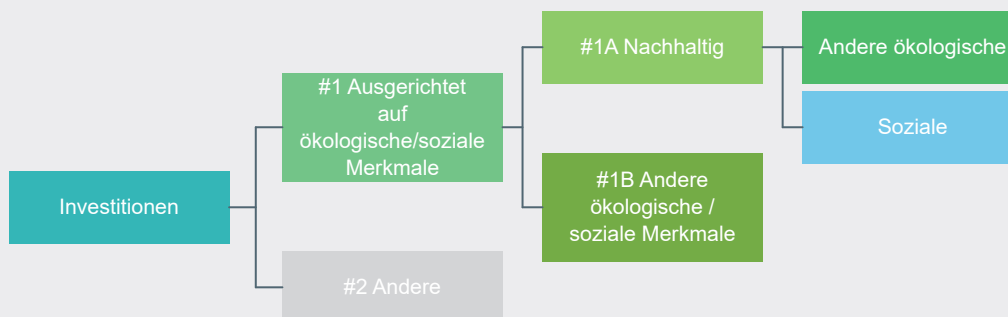 Investitionen
#1 Ausgerichtet
auf
ökologische/soziale
Merkmale
#2 Andere
#1A Nachhaltig
#1B Andere
ökologische /
soziale Merkmale
Andere ökologische
Soziale